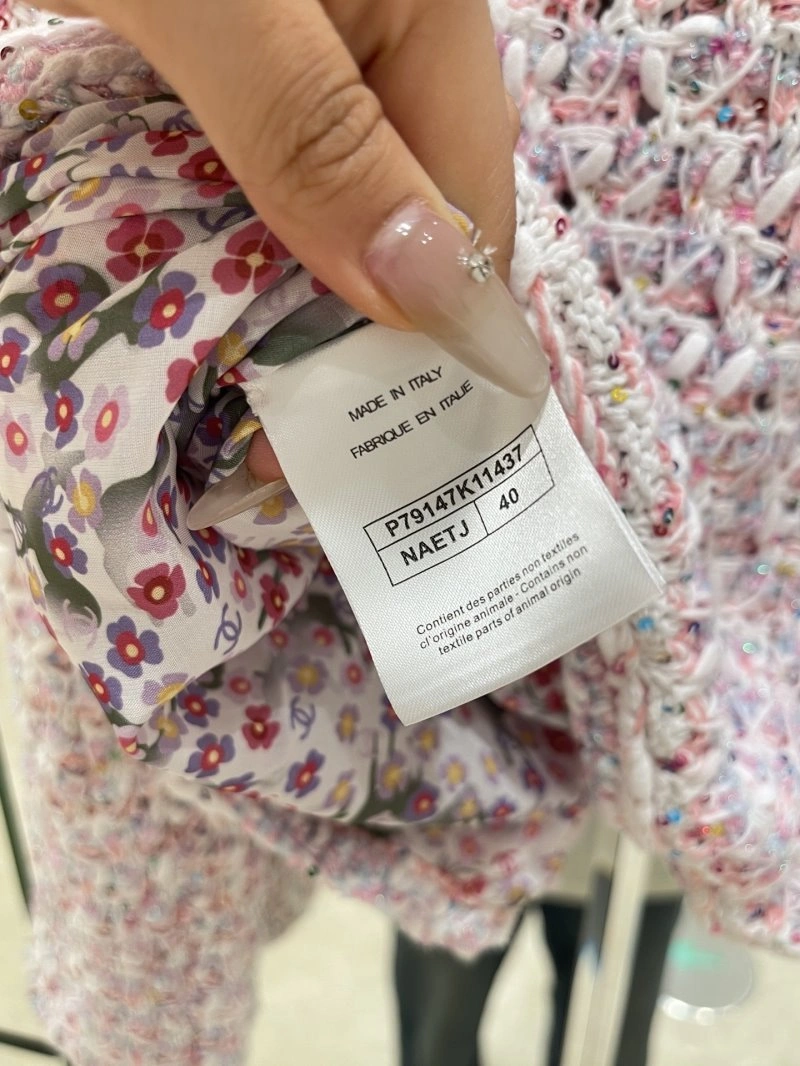 MADE IN ITALY
FABRIQUE EN ITALIE
P79147K11437
NAETJ 40
Contient des parties non textiles
cl'origine animale - Contains non
textile parts of animal origin